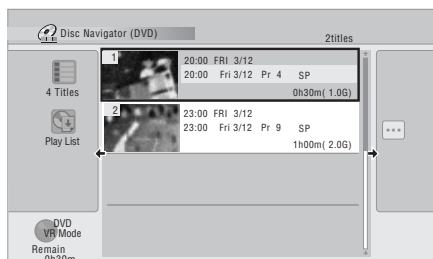 Disc Navigator (DVD)
2titles
1
20:00 FRI 3/12
20:00 Fri 3/12 Pr 4 SP
0h30m( 1.0G)
4 Titles
2
23:00 FRI 3/12
23:00 Fri 3/12 Pr 9 SP
1h00m( 2.0G)
Play List
DVD
VR Mode
Remain
0h30m